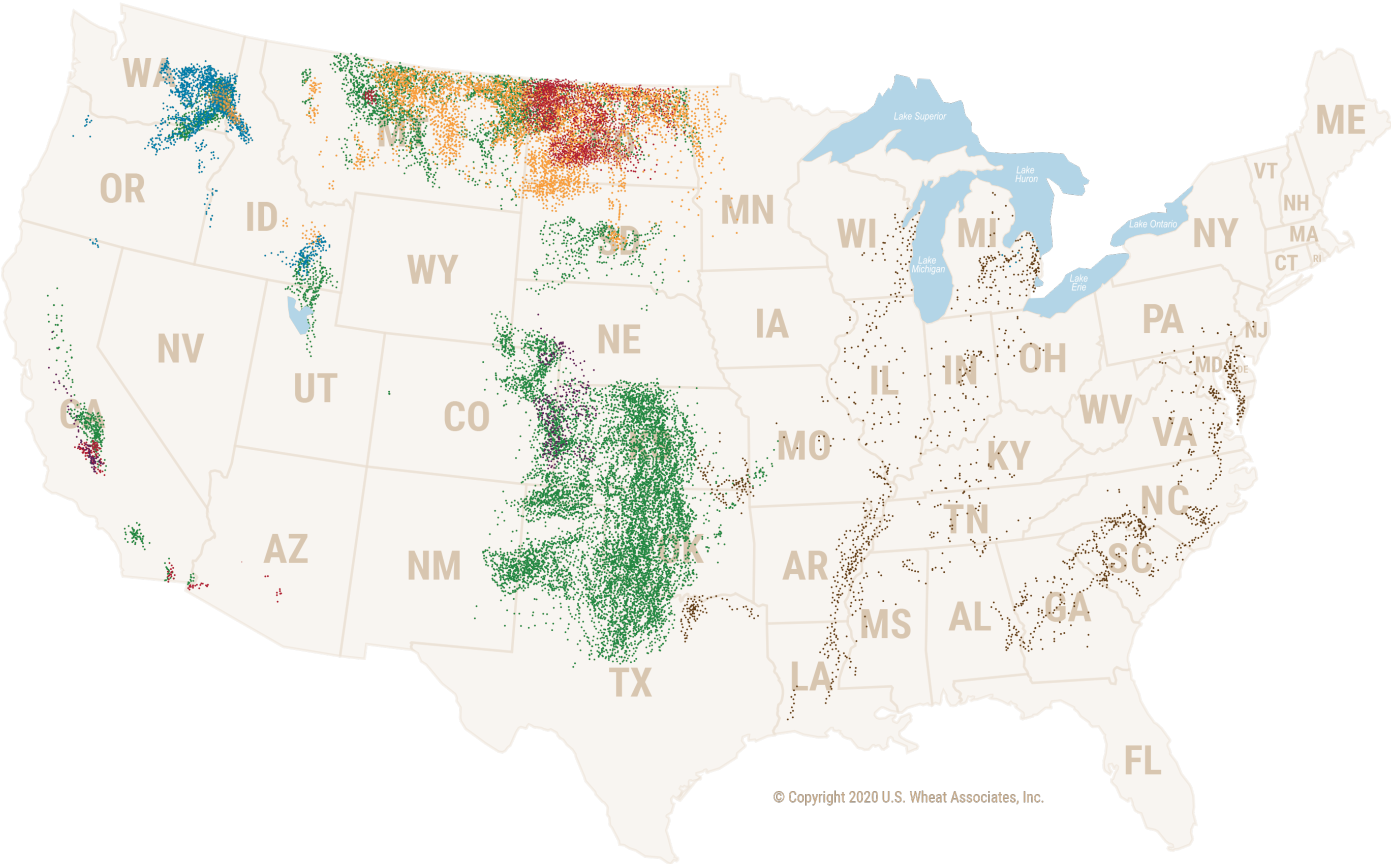 WA
MT
ME
Lake Superior
VT
OR
Lake
Huron
NH
ID
MN
WI
MI
Lake Ontario
NY
MA
SD
CT
RI
WY
Lake
Michigan
Lake
Erie
IA
PA
NJ
NV
NE
OH
IN
MD
DE
UT
IL
CO
CA
WV
MO
VA
KY
NC
TN
AZ
OK
SC
NM
AR
GA
MS
AL
TX
LA
FL
© Copyright 2020 U.S. Wheat Associates, Inc.